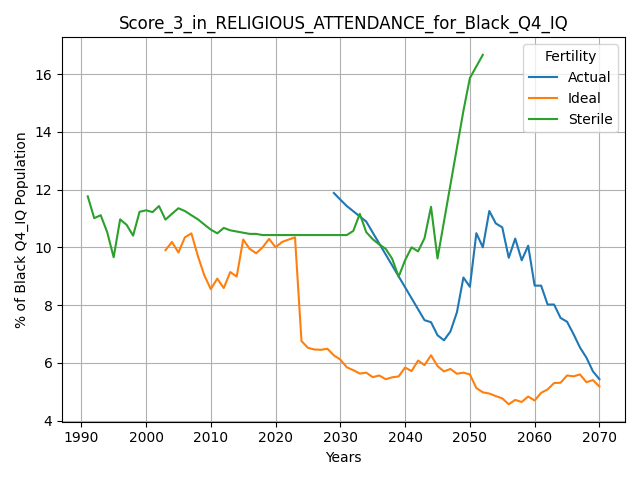 Score_3_in_RELIGIOUS_ATTENDANCE_for_Black_Q4_IQ
Fertility
Actual
Ideal
Sterile
% of Black Q4_IQ Population
16
14
12
10
8
6
4
1990 2000 2010 2020 2030 2040 2050 2060 2070
Years